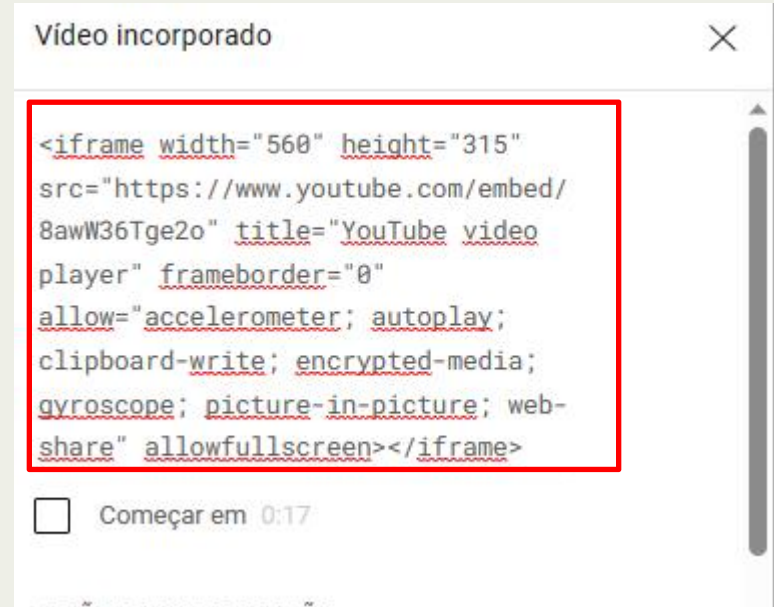 Vídeo incorporado
<iframe width="560" height="315"
src="https://www.youtube.com/embed/
8awW36Tge2o" title="YouTube video
player" frameborder="0"
allow="accelerometer; autoplay;
clipboard-write; encrypted-media;
gyroscope; picture-in-picture; web-
share" allowfullscreen></iframe>
Começar em 0:17